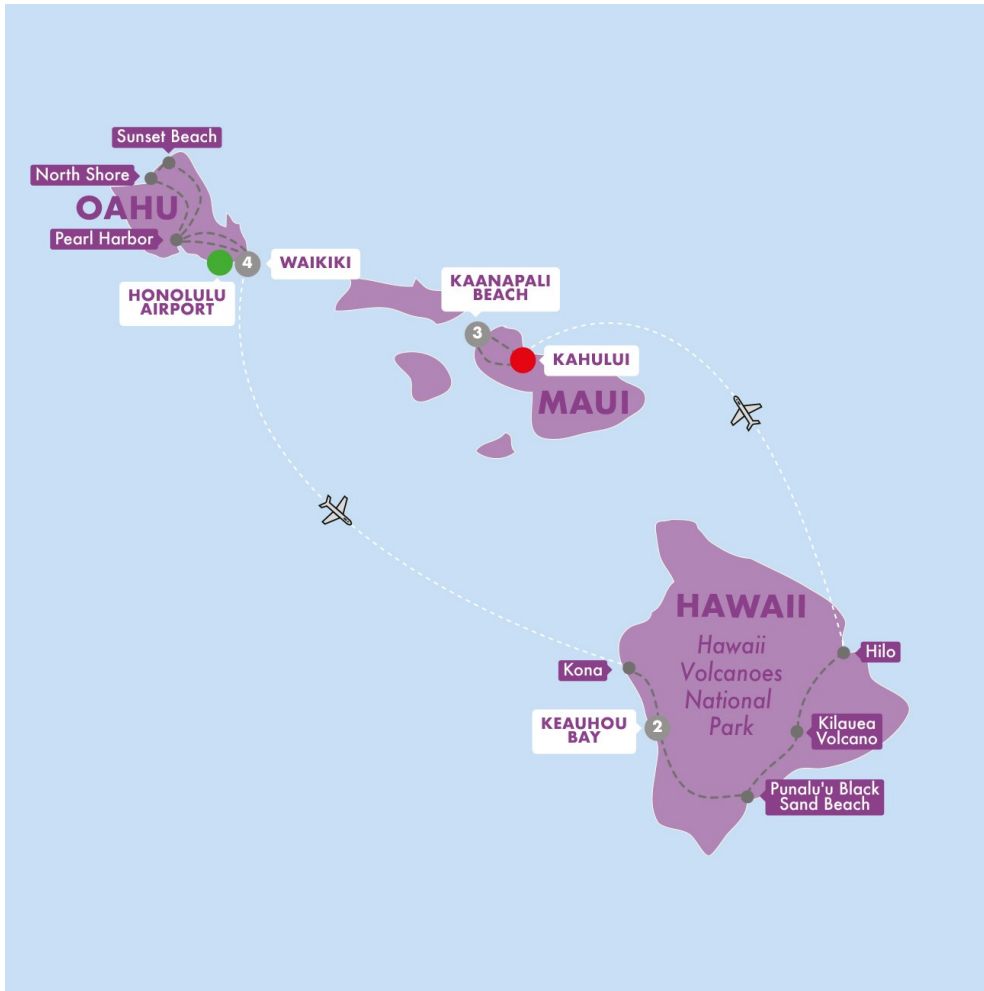 Sunset Beach
North Shore
OAHU
Pearl Harbor
4
WAIKIKI
HONOLULU
AIRPORT
KAANAPALI
BEACH
3
KAHULUI
MAUI
HAWAII
Hawaii
Volcanoes
National
Park
Hilo
Kona
KEAUHOU
BAY
2
Kilauea
Volcano
Punalu'u Black
Sand Beach